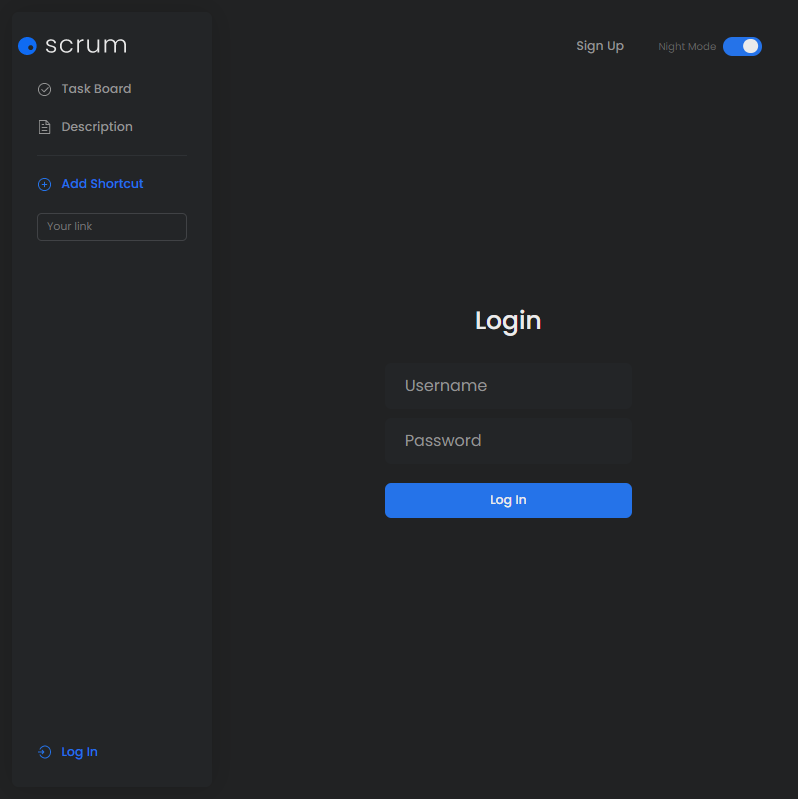 scrum
Task Board
Description
Add Shortcut
Your link
Log In
Sign Up
Night Mode
Login
Username
Password
Log In